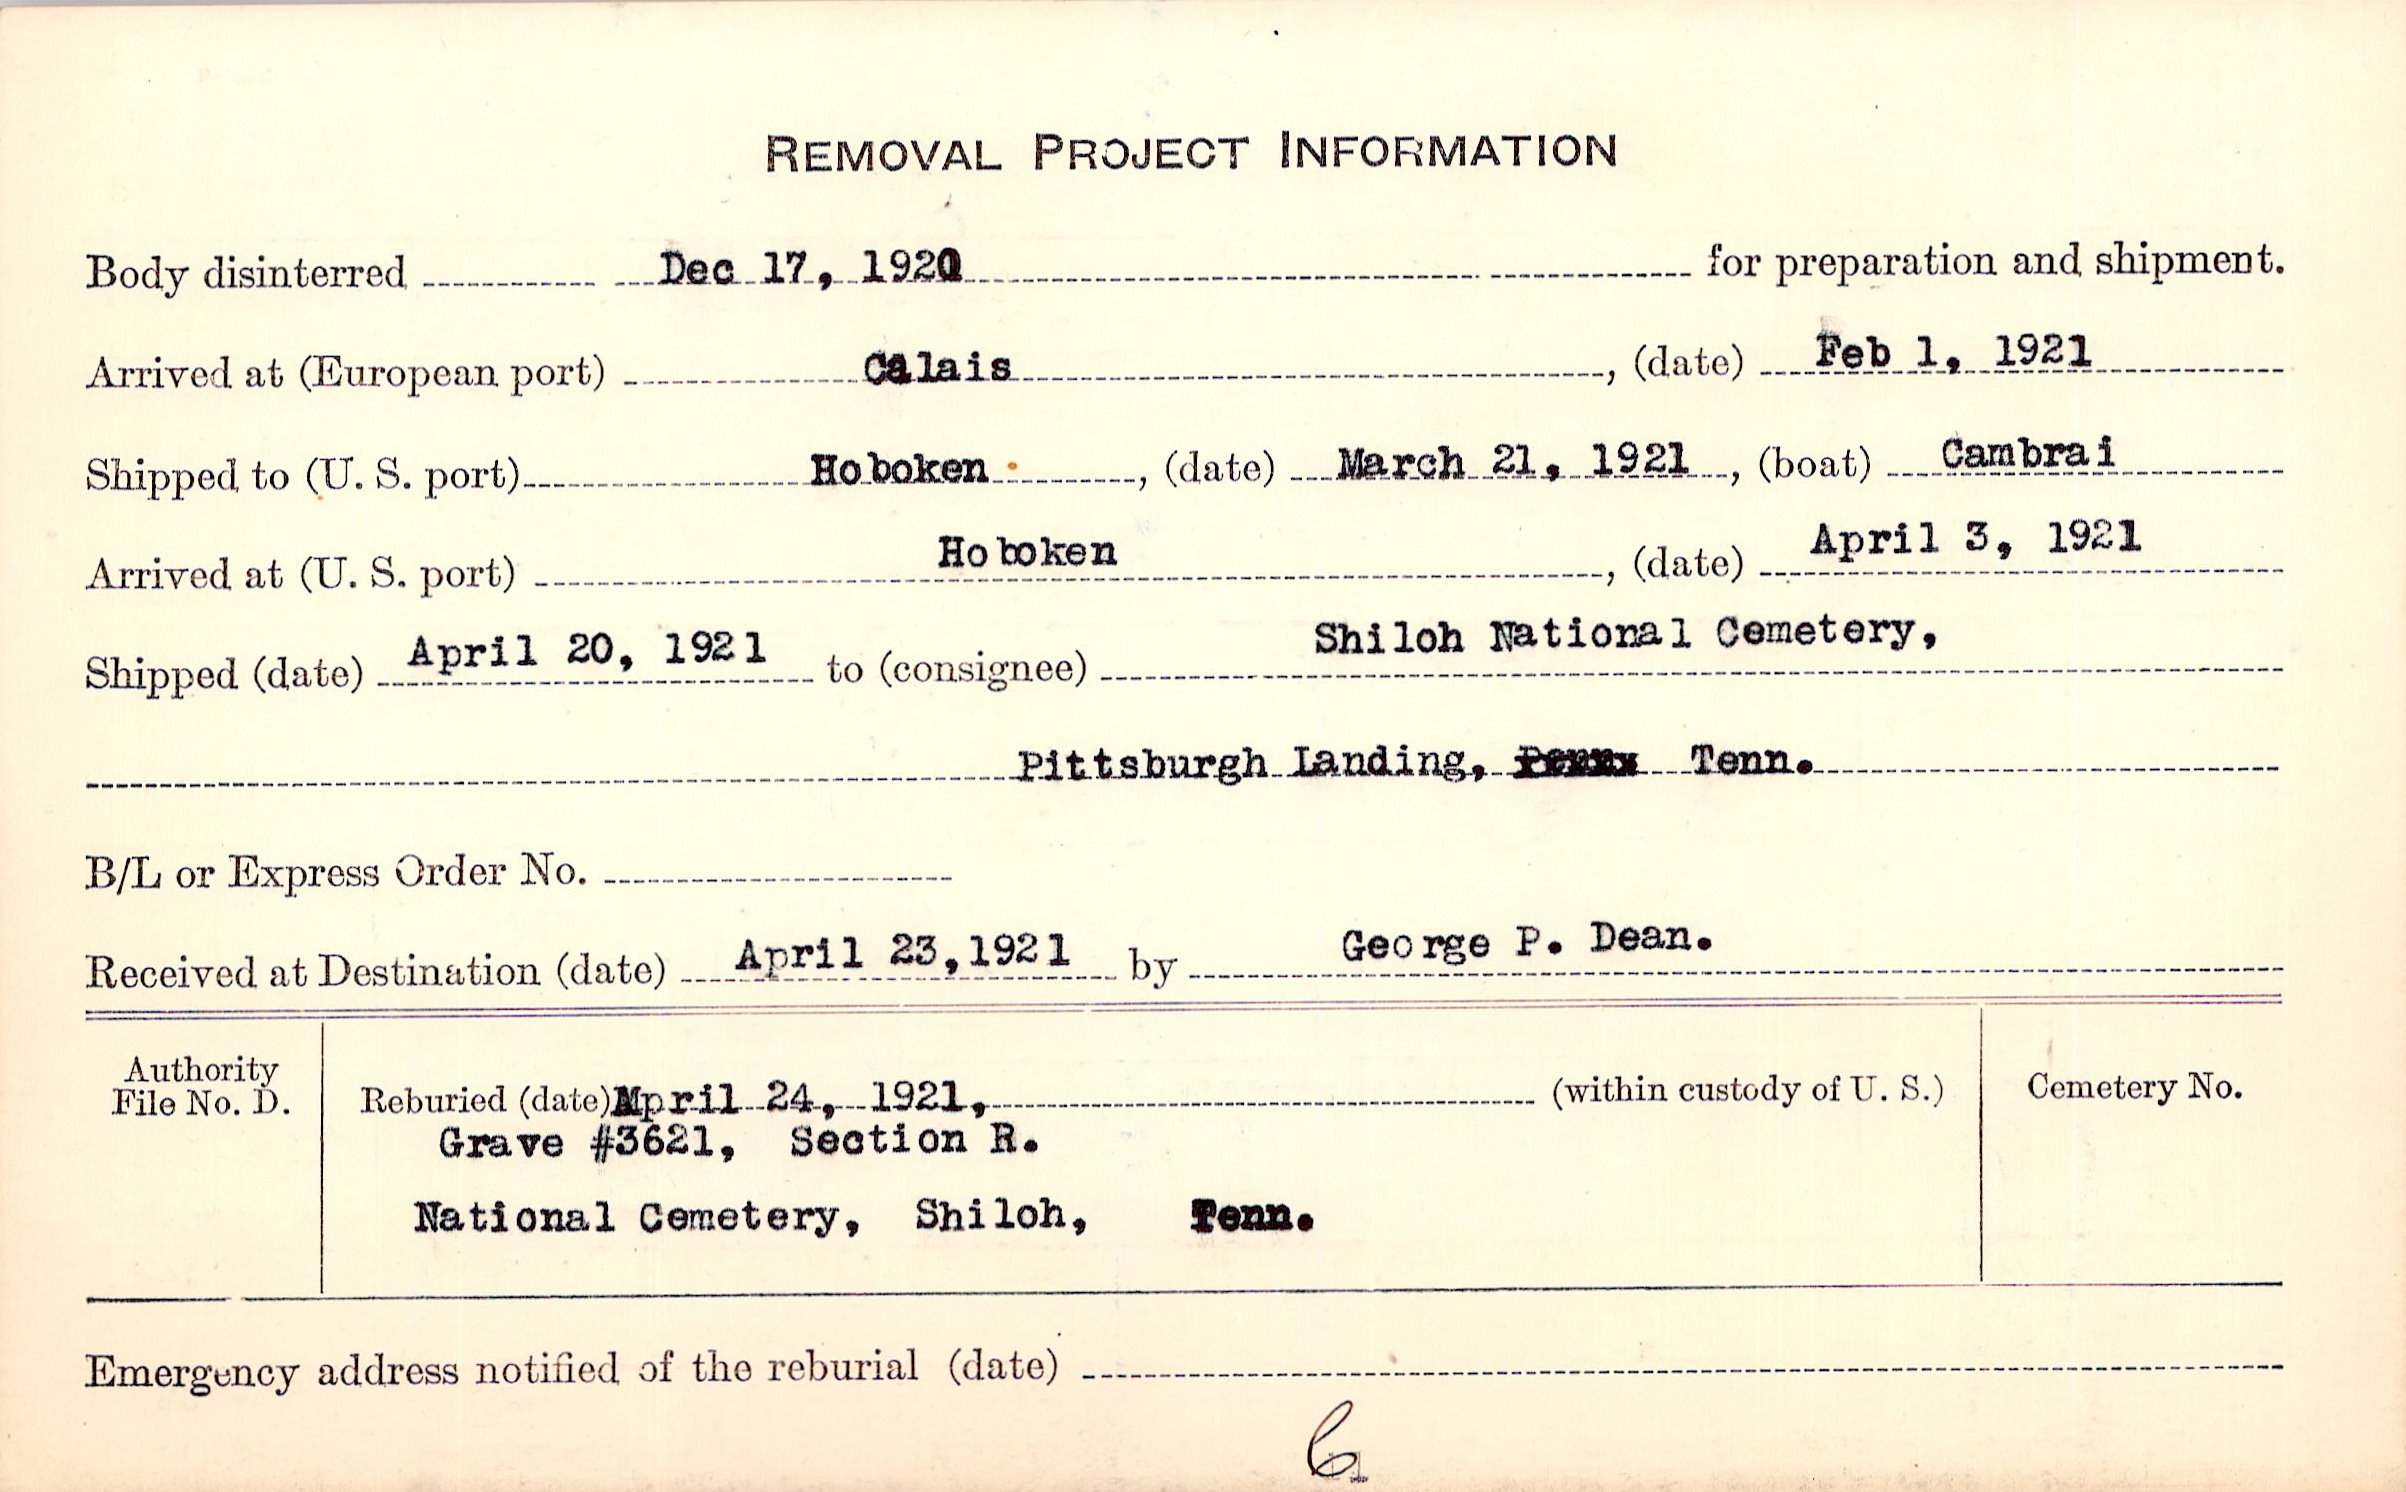 REMOVAL PROJECT INFORMATION
Body disinterred Dec 17, 1920 for preparation and shipment.
Arrived at (European port) Calais, (date) Feb 1, 1921
Shipped to (U. S. port) Hoboken, (date) March 21, 1921, (boat) Cambrai
Arrived at (U. S. port) Hoboken, (date) April 3, 1921
Shipped (date) April 20, 1921 to (consignee) Shiloh National Cemetery,
Pittsburgh Landing, Tenn.
B/L or Express Order No.
Received at Destination (date) April 23,1921 by George P. Dean.
Authority
File No. D.
Reburied (date) April 24, 1921, (within custody of U. S.)
Grave #3621, Section R.
National Cemetery, Shiloh, Tenn.
Cemetery No.
Emergency address notified of the reburial (date)